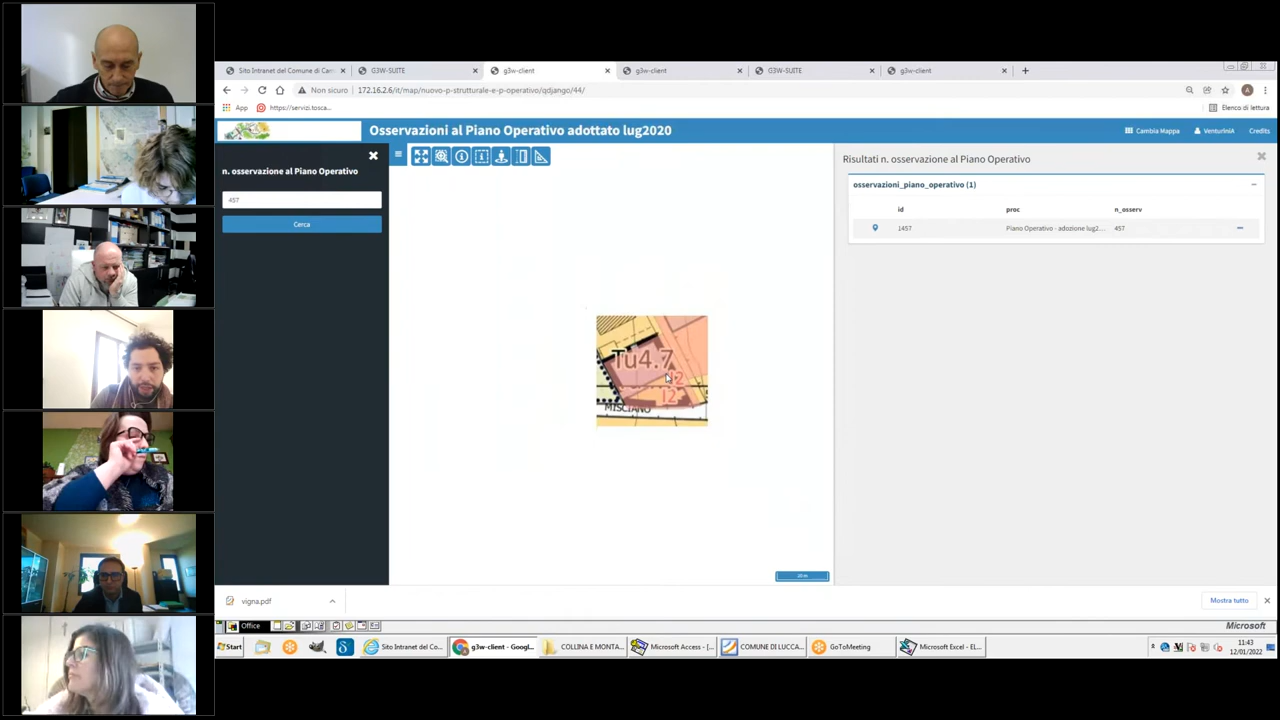 Sito Intranet del Comune di Can
G3W-SUITE
g3w-client
g3w-client
G3W-SUITE
g3w-client
Non sicuro
172.16.2.6/it/map/nuovo-p-strutturale-e-p-operativo/qdjango/44/
A
App
https://servizi.tosca...
Elenco di lettura
Osservazioni al Piano Operativo adottato lug2020
Cambia Mappa
VenturiniA
Credits
n. osservazione al Piano Operativo
457
Cerca
Risultati n. osservazione al Piano Operativo
osservazioni_piano_operativo (1)
id
proc
n_osserv
1457
Piano Operativo - adozione lug2...
457
Tu4.7
I2
MISCIANO
vigna.pdf
Mostra tutto
Office
Microsoft
Start
Sito Intranet del Co...
g3w-client - Googl...
COLLINA E MONTA...
Microsoft Access - [...
COMUNE DI LUCCA...
GoToMeeting
Microsoft Excel - EL...
11:43
12/01/2022